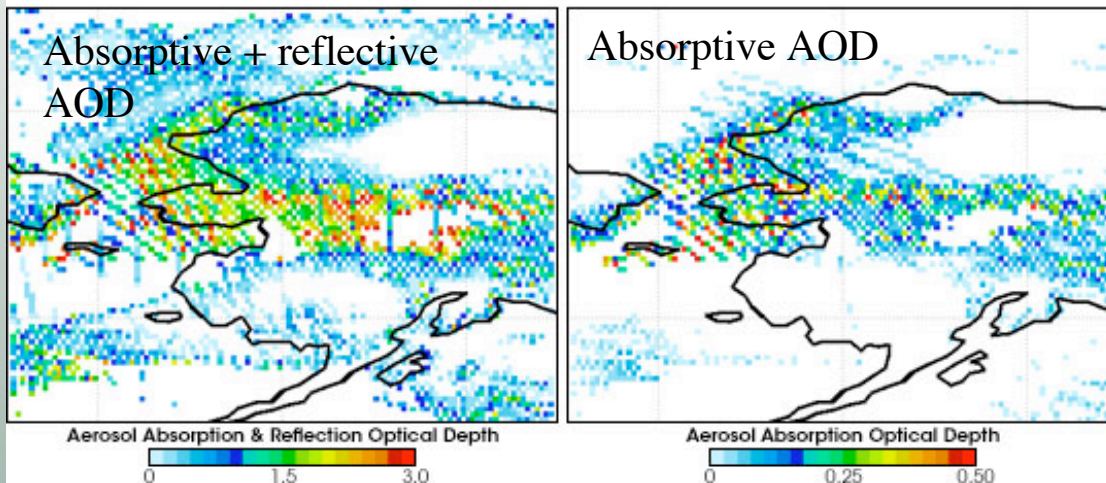 Absorptive + reflective
AOD
Absorptive AOD
Aerosol Absorption & Reflection Optical Depth
0 1.5 3.0
Aerosol Absorption Optical Depth
0 0.25 0.50